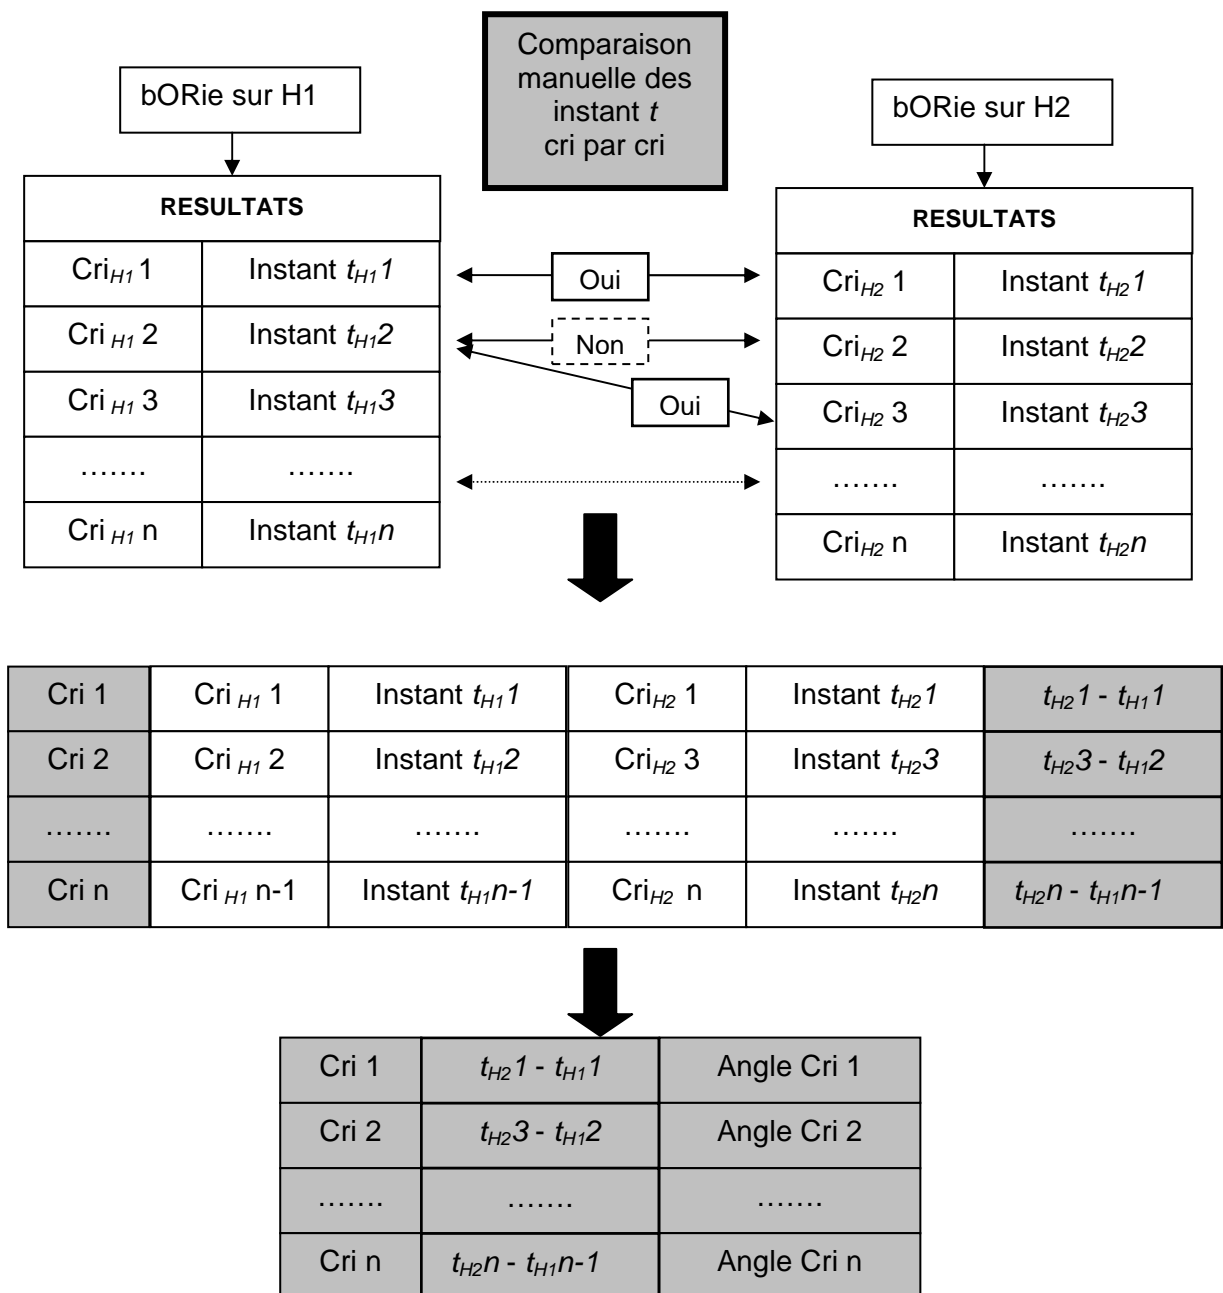 Comparaison
manuelle des
instant t
cri par cri
bORie sur H1
bORie sur H2
RESULTATS
Cri H1 1 Instant tH11
Cri H1 2 Instant tH12
Cri H1 3 Instant tH13
……. …….
Cri H1 n Instant tH1n
Oui
Non
Oui
RESULTATS
CriH2 1 Instant tH21
CriH2 2 Instant tH22
CriH2 3 Instant tH23
……. …….
CriH2 n Instant tH2n
Cri 1 Cri H1 1 Instant tH11 CriH2 1 Instant tH21 tH21 - tH11
Cri 2 Cri H1 2 Instant tH12 CriH2 3 Instant tH23 tH23 - tH12
……. ……. ……. ……. ……. …….
Cri n Cri H1 n-1 Instant tH1n-1 CriH2 n Instant tH2n tH2n - tH1n-1
Cri 1 tH21 - tH11 Angle Cri 1
Cri 2 tH23 - tH12 Angle Cri 2
……. ……. …….
Cri n tH2n - tH1n-1 Angle Cri n